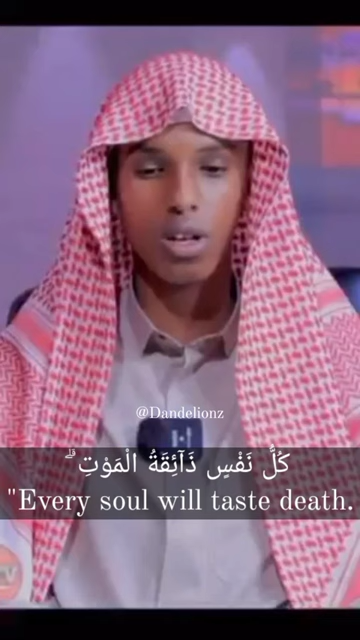 @Dandelionz
كُلُّ نَفْسٍ ذَآئِقَةُ الْمَوْتِ ۗ
"Every soul will taste death.